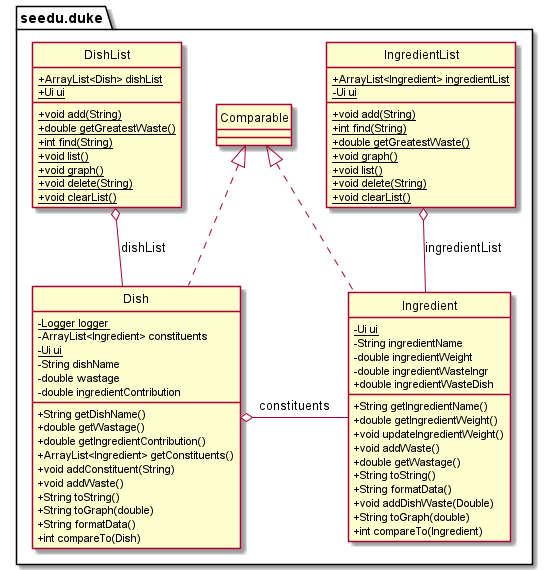 seedu.duke
DishList
+ArrayList<Dish> dishList
+Ui ui
+void add(String)
+double getGreatestWaste()
+int find(String)
+void list()
+void graph()
+void delete(String)
+void clearList()
IngredientList
+ArrayList<Ingredient> ingredientList
-Ui ui
+void add(String)
+int find(String)
+double getGreatestWaste()
+void graph()
+void list()
+void delete(String)
+void clearList()
Comparable
dishList
ingredientList
Dish
-Logger logger
-ArrayList<Ingredient> constituents
-Ui ui
-String dishName
-double wastage
-double ingredientContribution
+String getDishName()
+double getWastage()
+double getIngredientContribution()
+ArrayList<Ingredient> getConstituents()
+void addConstituent(String)
+void addWaste()
+String toString()
+String toGraph(double)
+String formatData()
+int compareTo(Dish)
constituents
Ingredient
-Ui ui
-String ingredientName
-double ingredientWeight
-double ingredientWasteIngr
+double ingredientWasteDish
+String getIngredientName()
+double getIngredientWeight()
+void updateIngredientWeight()
+void addWaste()
+double getWastage()
+String toString()
+String formatData()
+void addDishWaste(Double)
+String toGraph(double)
+int compareTo(Ingredient)